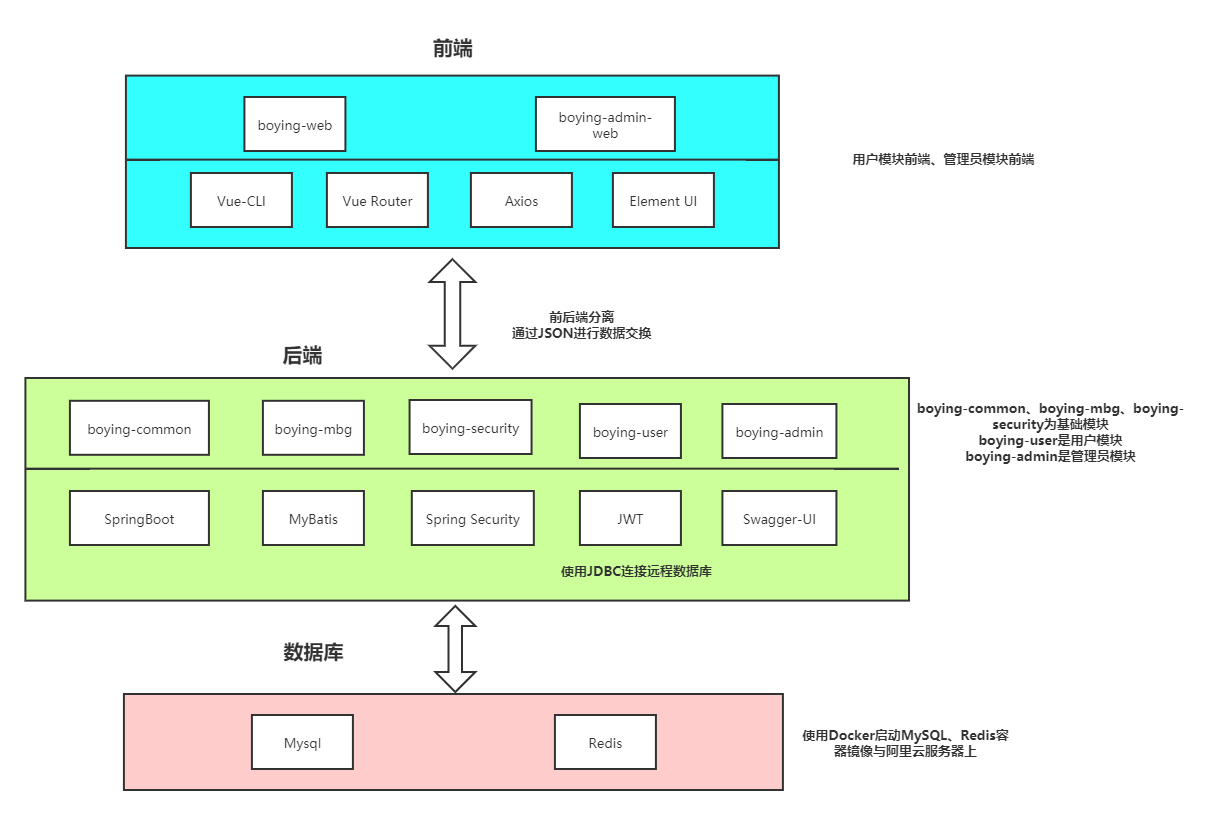 前端
boying-web
boying-admin-
web
用户模块前端、管理员模块前端
Vue-CLI
Vue Router
Axios
Element UI
前后端分离
通过JSON进行数据交换
后端
boying-common
boying-mbg
boying-security
boying-user
boying-admin
boying-common、boying-mbg、boying-
security为基础模块
boying-user是用户模块
boying-admin是管理员模块
SpringBoot
MyBatis
Spring Security
JWT
Swagger-UI
使用JDBC连接远程数据库
数据库
Mysql
Redis
使用Docker启动MySQL、Redis容
器镜像与阿里云服务器上